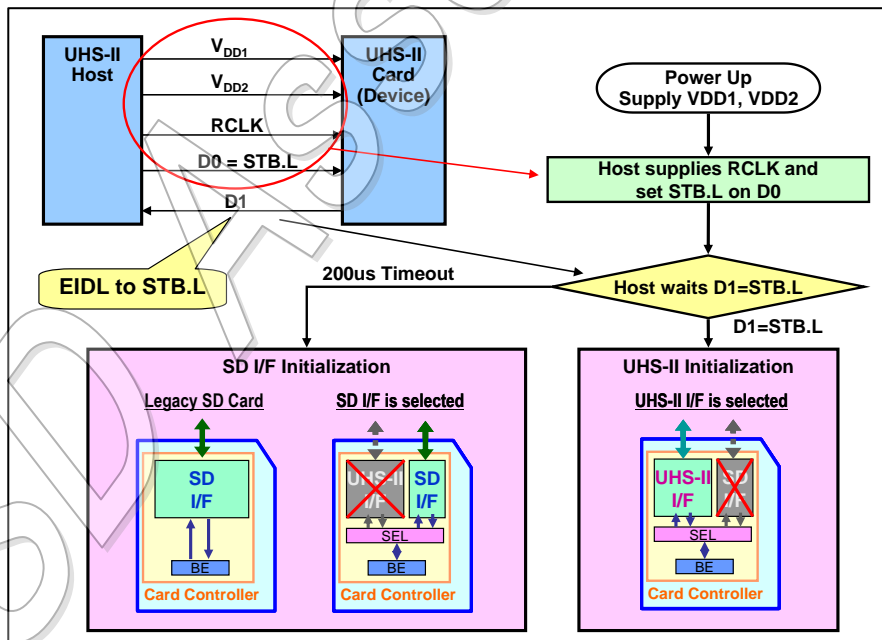 UHS-II
Host
VDD1
VDD2
RCLK
D0 = STB.L
D1
UHS-II
Card
(Device)
EIDL to STB.L
Power Up
Supply VDD1, VDD2
Host supplies RCLK and
set STB.L on D0
Host waits D1=STB.L
200us Timeout
D1=STB.L
SD I/F Initialization
Legacy SD Card
SD I/F is selected
SD
I/F
BE
Card Controller
UHS-II
I/F
SD
I/F
SEL
BE
Card Controller
UHS-II Initialization
UHS-II I/F is selected
UHS-II
I/F
SD
I/F
SEL
BE
Card Controller
SD Asso